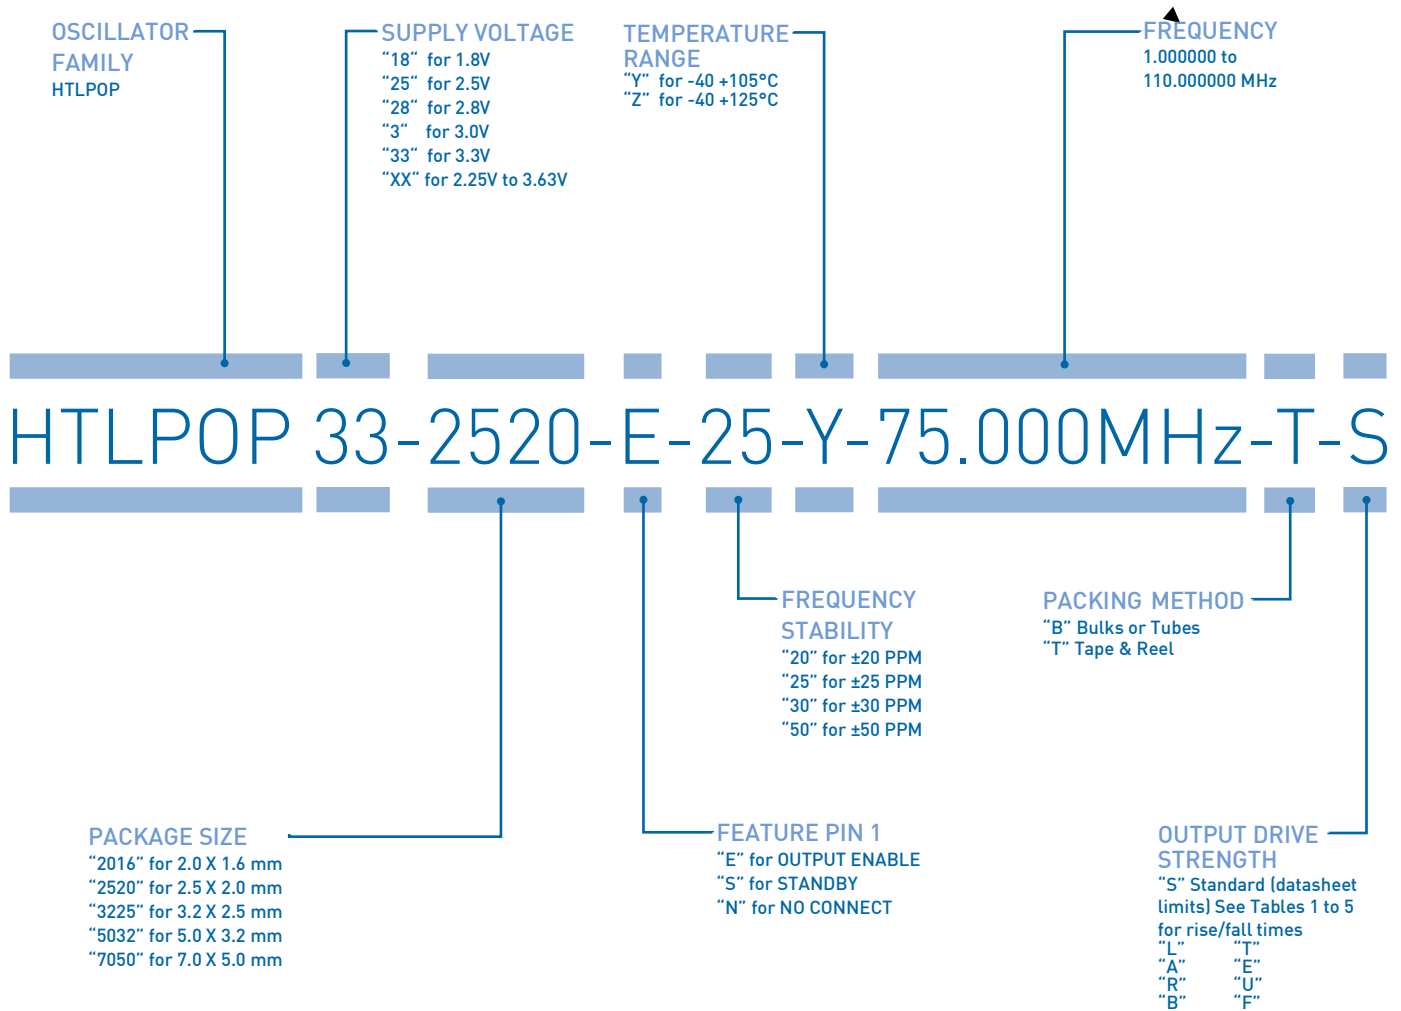 OSCILLATOR
FAMILY
HTLPOP
SUPPLY VOLTAGE
“18“ for 1.8V
“25“ for 2.5V
“28“ for 2.8V
“3“ for 3.0V
“33“ for 3.3V
“XX“ for 2.25V to 3.63V
TEMPERATURE
RANGE
“Y” for -40 +105°C
“Z” for -40 +125°C
FREQUENCY
1.000000 to
110.000000 MHz
HTLPOP 33-2520-E-25-Y-75.000MHz-T-S
PACKAGE SIZE
“2016” for 2.0 X 1.6 mm
“2520” for 2.5 X 2.0 mm
“3225” for 3.2 X 2.5 mm
“5032” for 5.0 X 3.2 mm
“7050” for 7.0 X 5.0 mm
FEATURE PIN 1
“E” for OUTPUT ENABLE
“S” for STANDBY
“N” for NO CONNECT
FREQUENCY
STABILITY
“20” for ±20 PPM
“25” for ±25 PPM
“30” for ±30 PPM
“50” for ±50 PPM
PACKING METHOD
“B” Bulks or Tubes
“T” Tape & Reel
OUTPUT DRIVE
STRENGTH
“S” Standard (datasheet
limits) See Tables 1 to 5
for rise/fall times
“L” “T”
“A” “E”
“R” “U”
“B” “F”